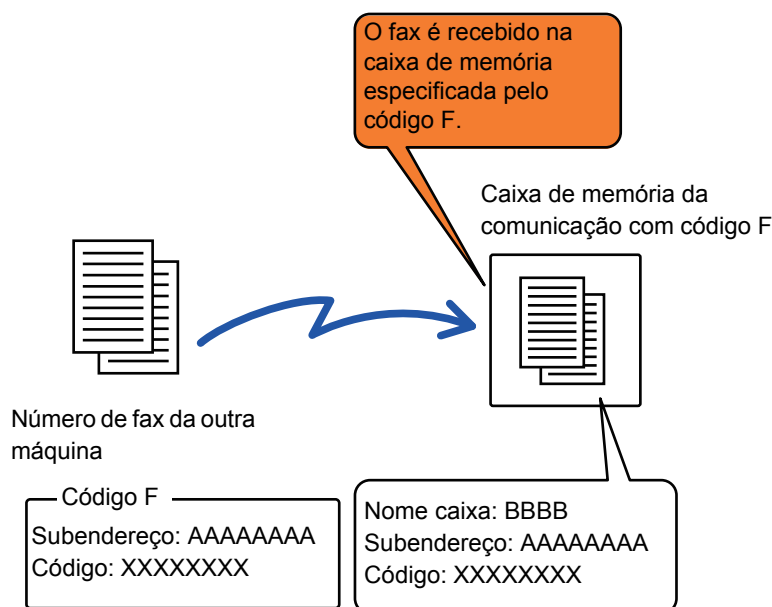 O fax é recebido na
caixa de memória
especificada pelo
código F.
Caixa de memória da
comunicação com código F
Número de fax da outra
máquina
Código F
Subendereço: AAAAAAAA
Código: XXXXXXXX
Nome caixa: BBBB
Subendereço: AAAAAAAA
Código: XXXXXXXX